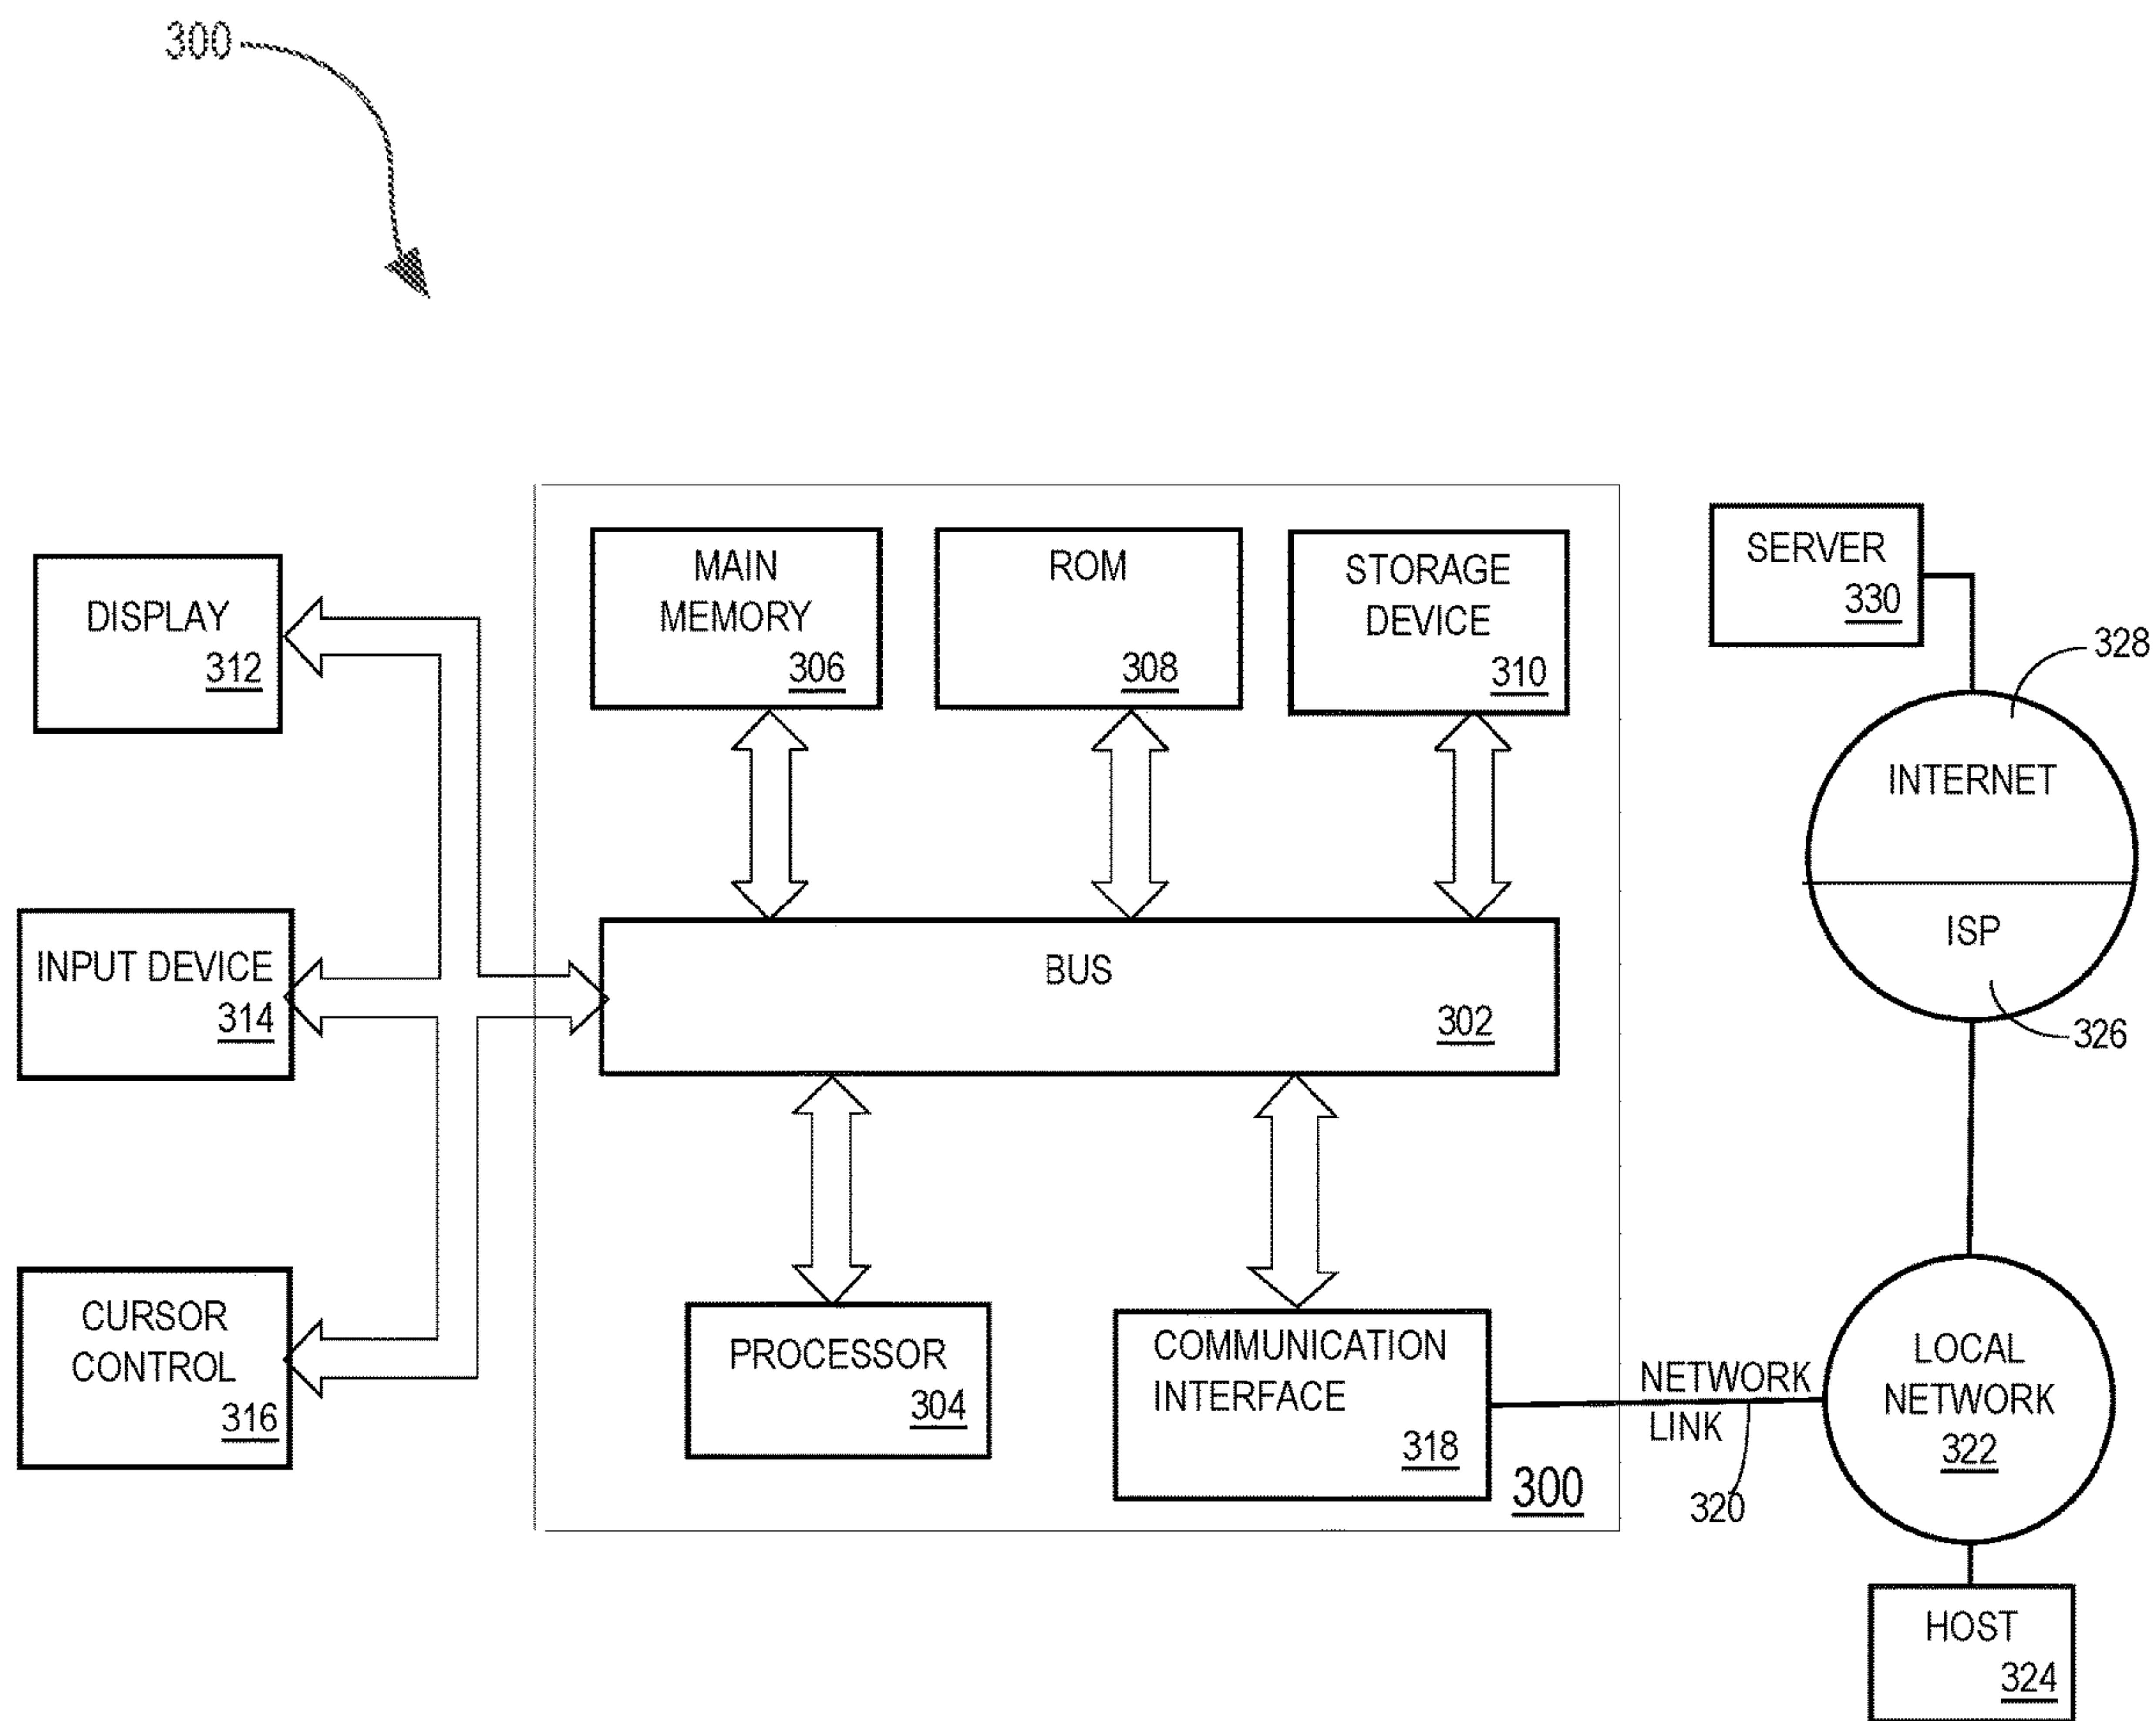 300
MAIN
MEMORY
306
ROM
308
STORAGE
DEVICE
310
SERVER
330
328
DISPLAY
312
INTERNET
ISP
326
INPUT DEVICE
314
BUS
302
CURSOR
CONTROL
316
PROCESSOR
304
COMMUNICATION
INTERFACE
318
300
NETWORK
LINK
320
LOCAL
NETWORK
322
HOST
324